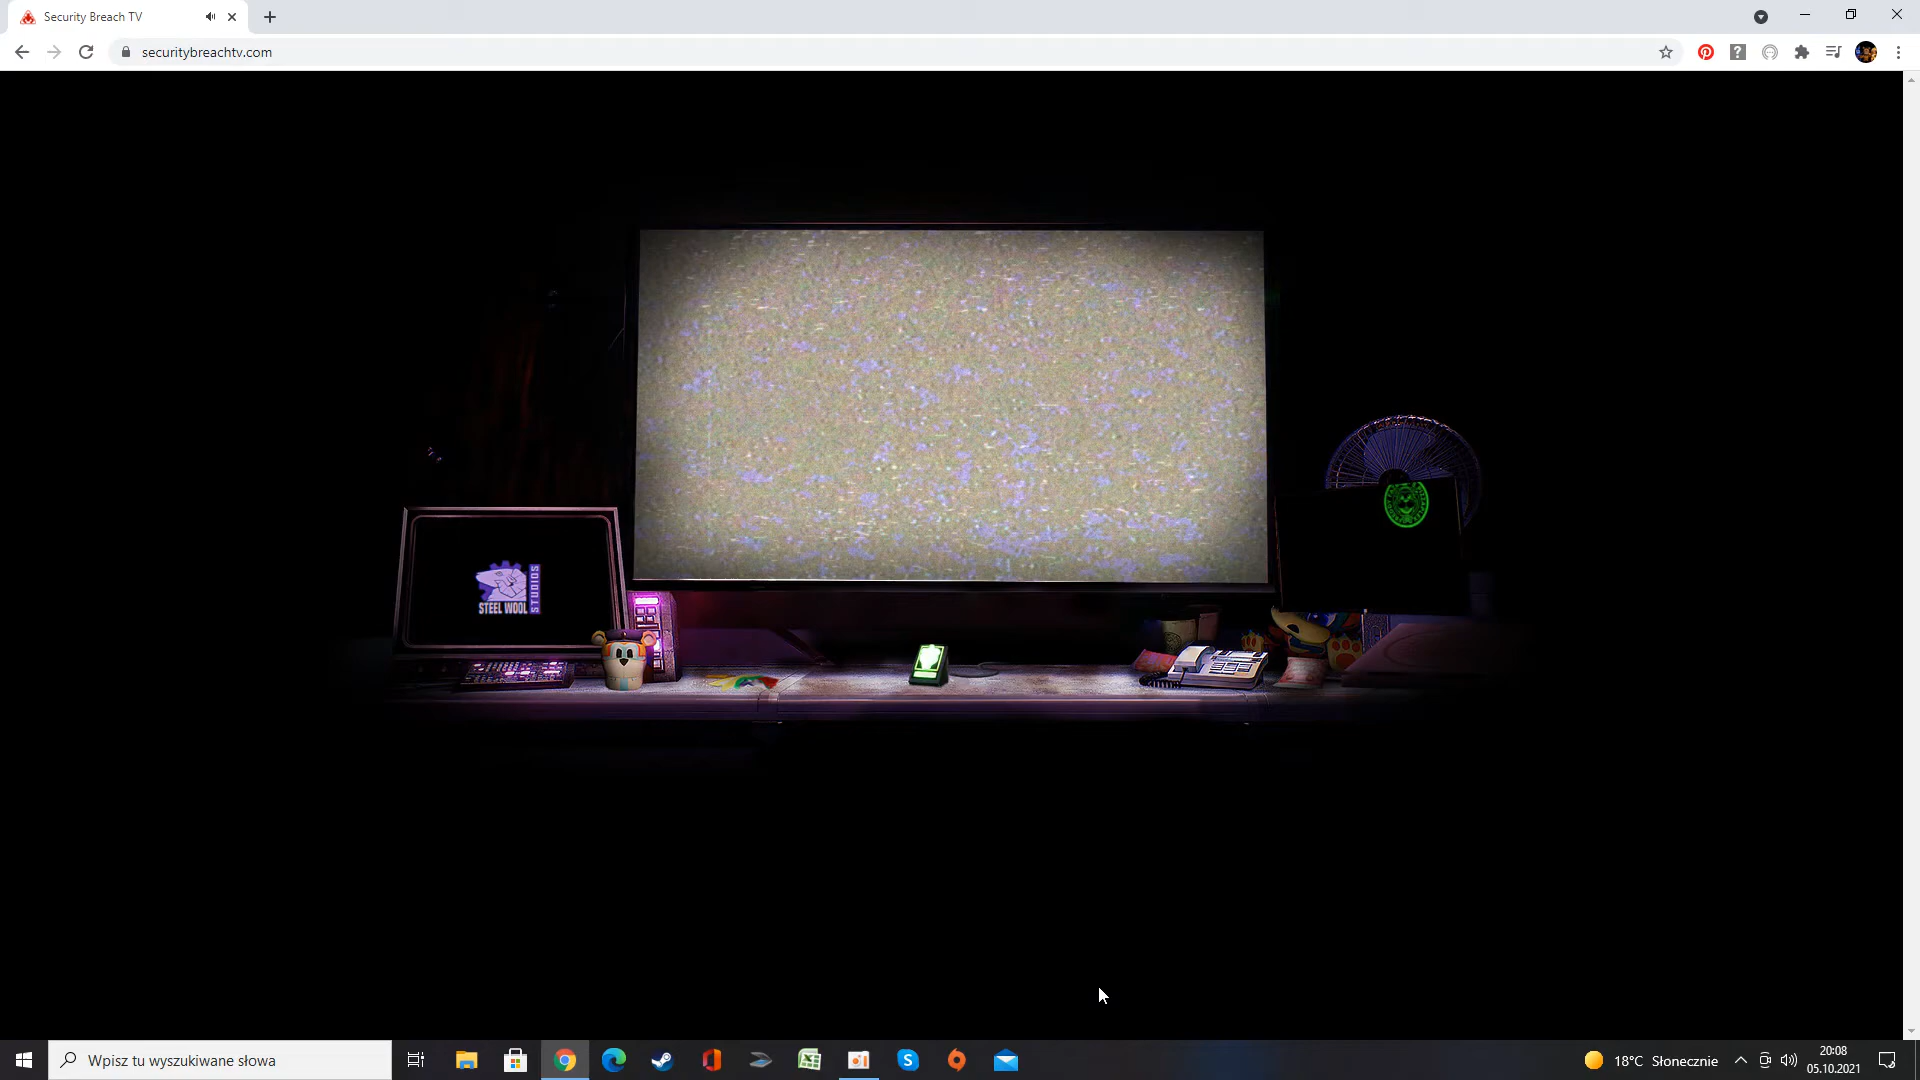 Security Breach TV
securitybreachtv.com
STEEL WOOL
STUDIOS
Wpisz tu wyszukiwane słowa
18°C Słonecznie
20:08
05.10.2021